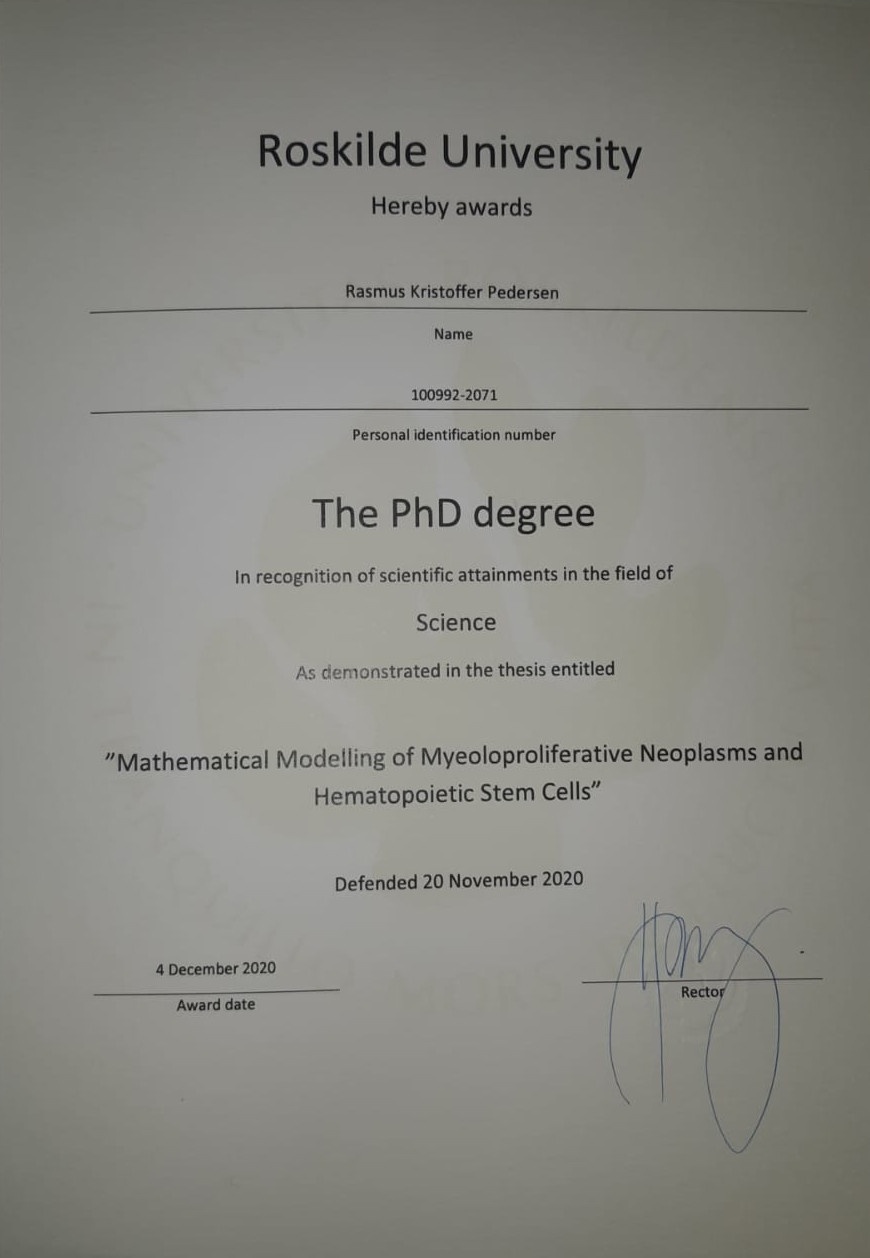 Roskilde University
Hereby awards
Rasmus Kristoffer Pedersen
Name
100992-2071
Personal identification number
The PhD degree
In recognition of scientific attainments in the field of
Science
As demonstrated in the thesis entitled
”Mathematical Modelling of Myeoloproliferative Neoplasms and
Hematopoietic Stem Cells”
Defended 20 November 2020
4 December 2020
Award date
Rector